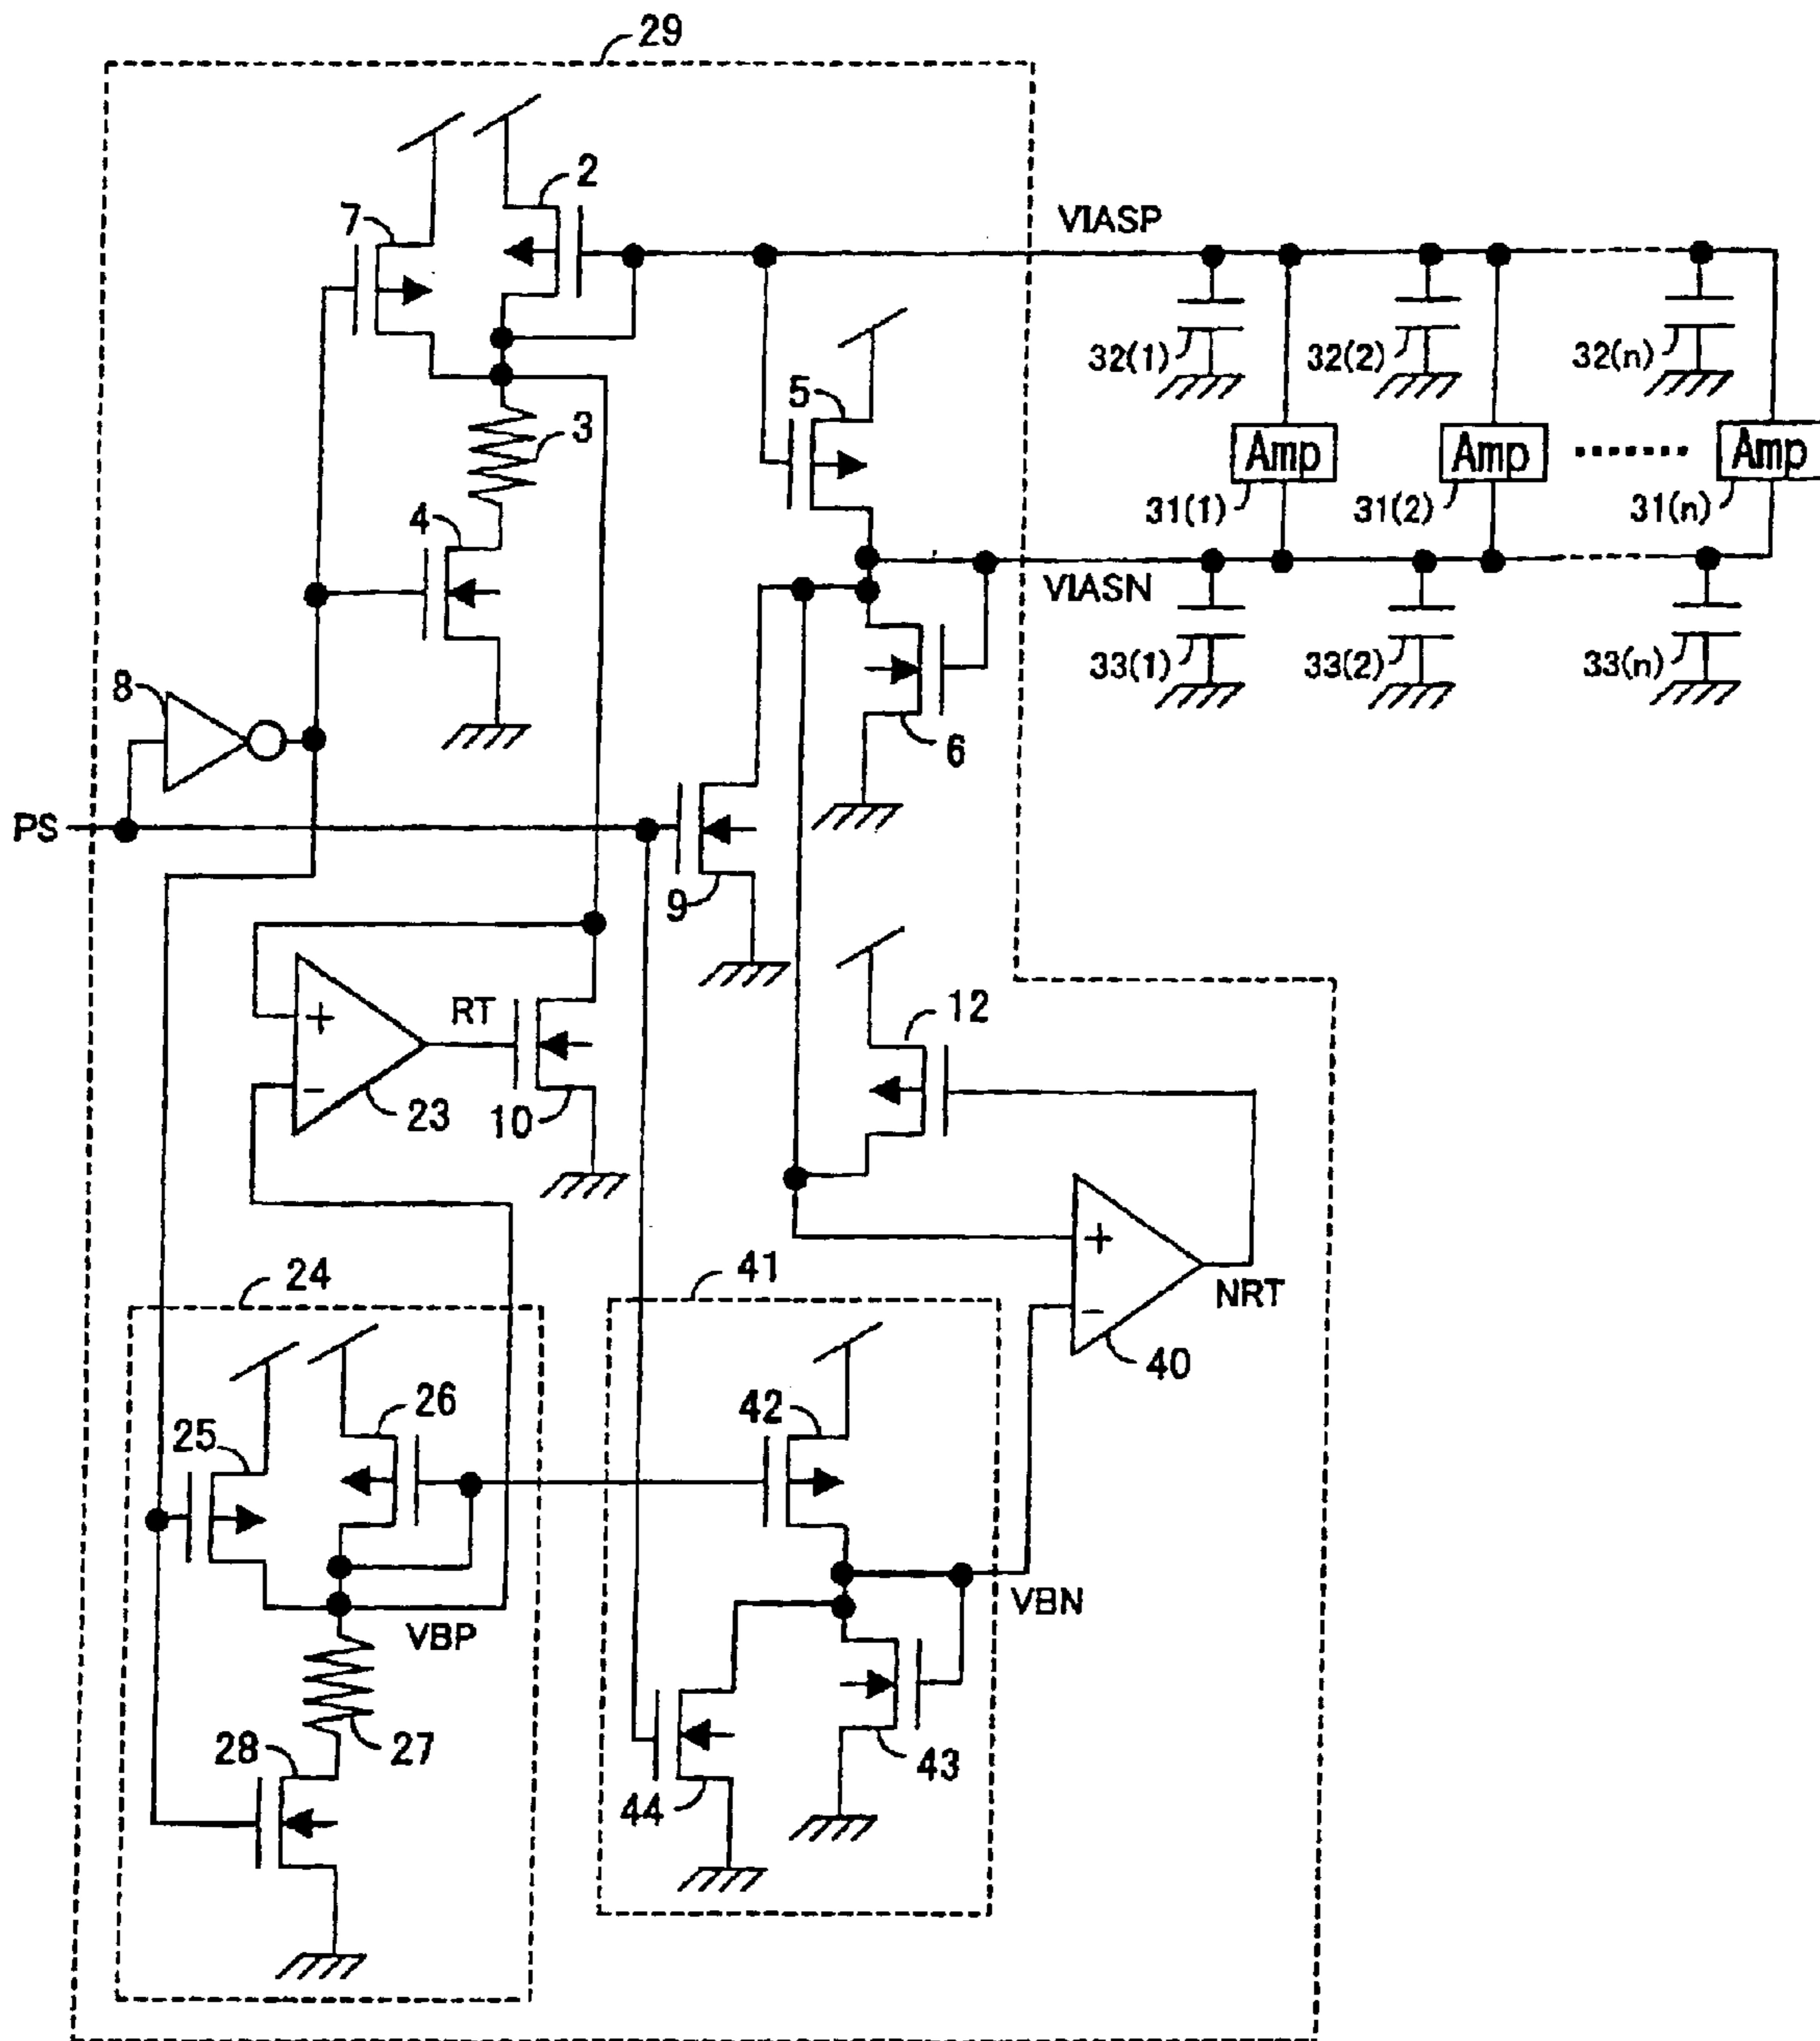 29
2
7
VIASP
32(1)
32(2)
32(n)
5
3
Amp
Amp
.......
Amp
4
31(1)
31(2)
31(n)
VIASN
8
33(1)
33(2)
33(n)
6
PS
9
12
RT
+
-
23
10
+
-
40
NRT
24
41
26
42
25
VBP
VBN
27
28
43
44